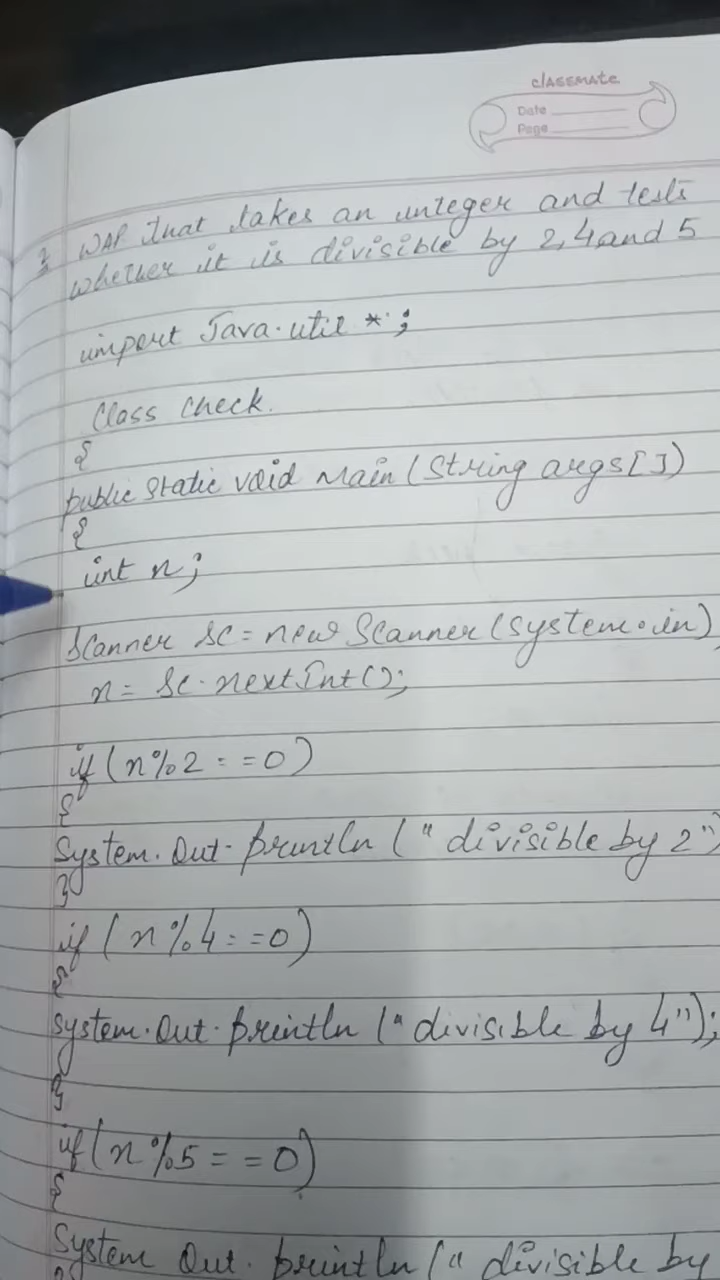 classmate
Date
Page
3 WAP that takes an integer and tests
whether it is divisible by 2, 4 and 5
import Java.util *;
Class Check.
{
public static void main (String args[])
{
int n;
Scanner Sc = new Scanner (System.in)
n = Sc.nextInt();
if (n%2 = =0)
{
System.Out.println (" divisible by 2")
}
if (n%4 = =0)
{
System.Out.println (" divisible by 4");
}
if (n%5 = =0)
{
System Out.println (" divisible by